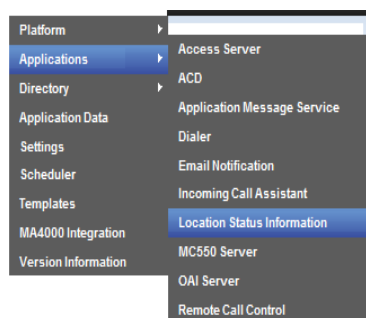 Platform
Applications
Directory
Application Data
Settings
Scheduler
Templates
MA4000 Integration
Version Information
Access Server
ACD
Application Message Service
Dialer
Email Notification
Incoming Call Assistant
Location Status Information
MC550 Server
OAI Server
Remote Call Control